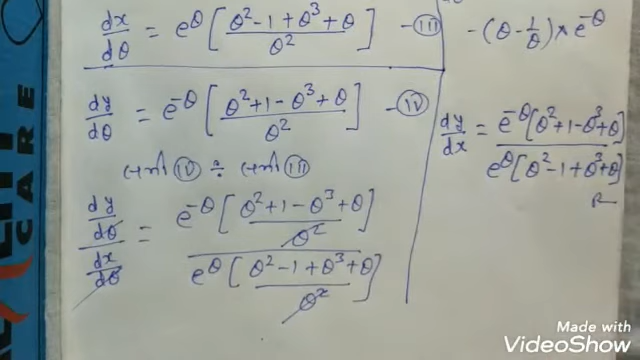 dx/dθ = e^θ [ (θ² - 1 + θ³ + θ) / θ² ] - (III)
dy/dθ = e^-θ [ (θ² + 1 - θ³ + θ) / θ² ] - (IV)
(IV) ÷ (III)
(dy/dθ) / (dx/dθ) = e^-θ [ (θ² + 1 - θ³ + θ) / θ² ] / e^θ [ (θ² - 1 + θ³ + θ) / θ² ]
- (θ - 1/θ) × e^-θ
dy/dx = e^-θ [θ² + 1 - θ³ + θ] / e^θ [θ² - 1 + θ³ + θ]
CARE
Made with
VideoShow